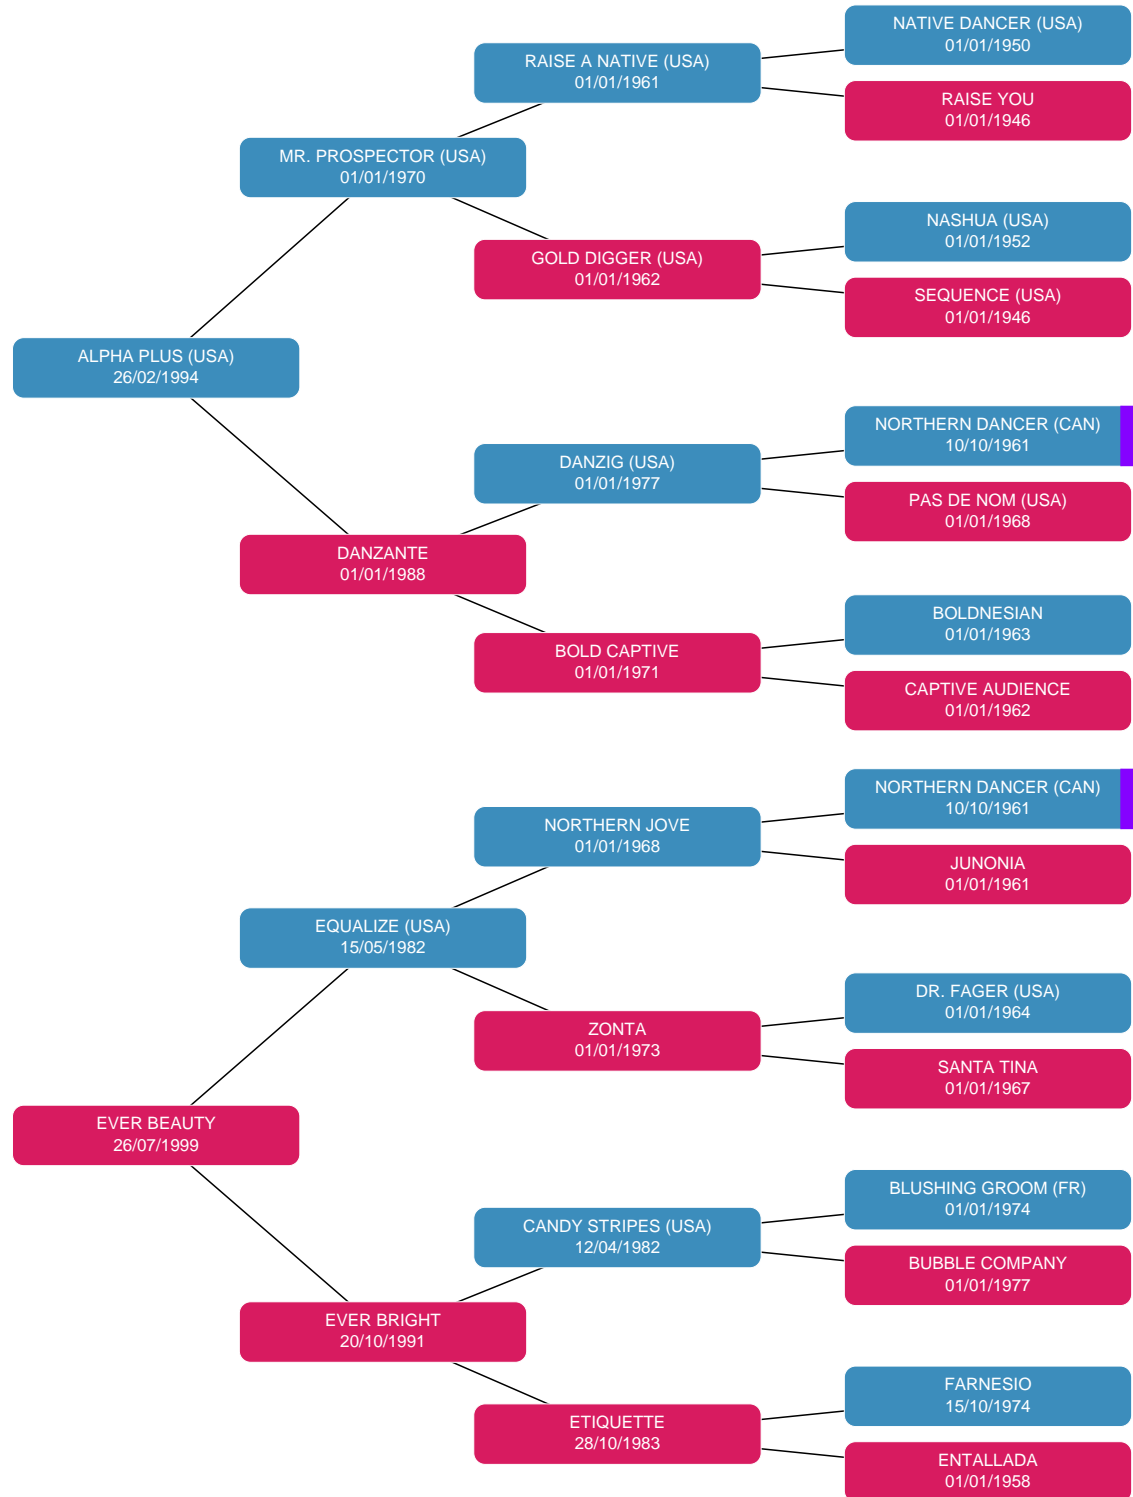 NATIVE DANCER (USA)
01/01/1950
RAISE A NATIVE (USA)
01/01/1961
RAISE YOU
01/01/1946
MR. PROSPECTOR (USA)
01/01/1970
NASHUA (USA)
01/01/1952
GOLD DIGGER (USA)
01/01/1962
SEQUENCE (USA)
01/01/1946
ALPHA PLUS (USA)
26/02/1994
NORTHERN DANCER (CAN)
10/10/1961
DANZIG (USA)
01/01/1977
PAS DE NOM (USA)
01/01/1968
DANZANTE
01/01/1988
BOLDNESIAN
01/01/1963
BOLD CAPTIVE
01/01/1971
CAPTIVE AUDIENCE
01/01/1962
NORTHERN DANCER (CAN)
10/10/1961
NORTHERN JOVE
01/01/1968
JUNONIA
01/01/1961
EQUALIZE (USA)
15/05/1982
DR. FAGER (USA)
01/01/1964
ZONTA
01/01/1973
SANTA TINA
01/01/1967
EVER BEAUTY
26/07/1999
BLUSHING GROOM (FR)
01/01/1974
CANDY STRIPES (USA)
12/04/1982
BUBBLE COMPANY
01/01/1977
EVER BRIGHT
20/10/1991
FARNESIO
15/10/1974
ETIQUETTE
28/10/1983
ENTALLADA
01/01/1958